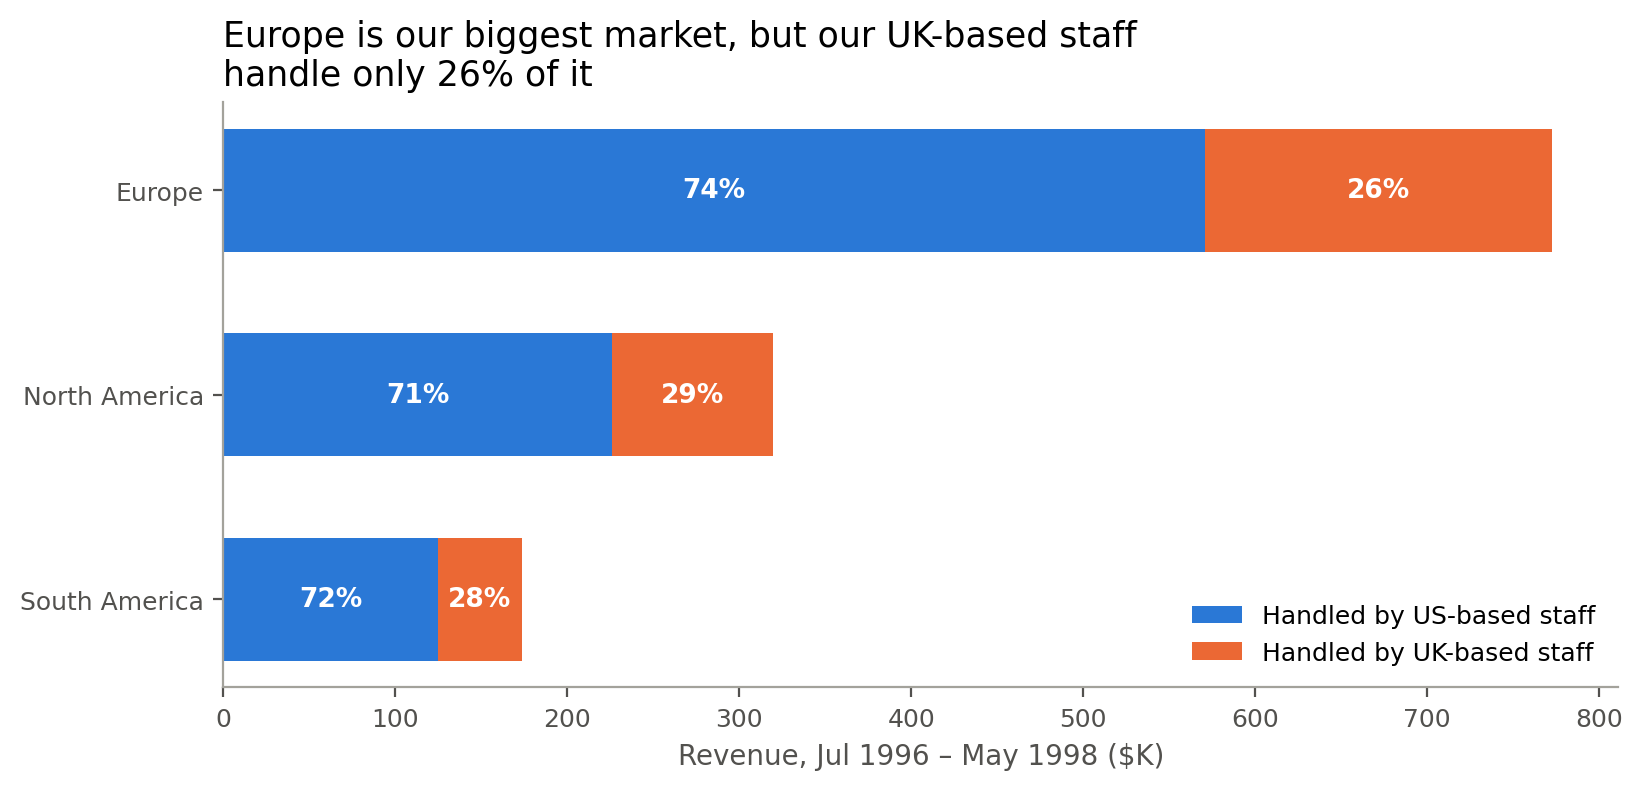 Europe is our biggest market, but our UK-based staff
handle only 26% of it
Europe
74%
26%
North America
71%
29%
South America
72%
28%
Handled by US-based staff
Handled by UK-based staff
0 100 200 300 400 500 600 700 800
Revenue, Jul 1996 – May 1998 ($K)